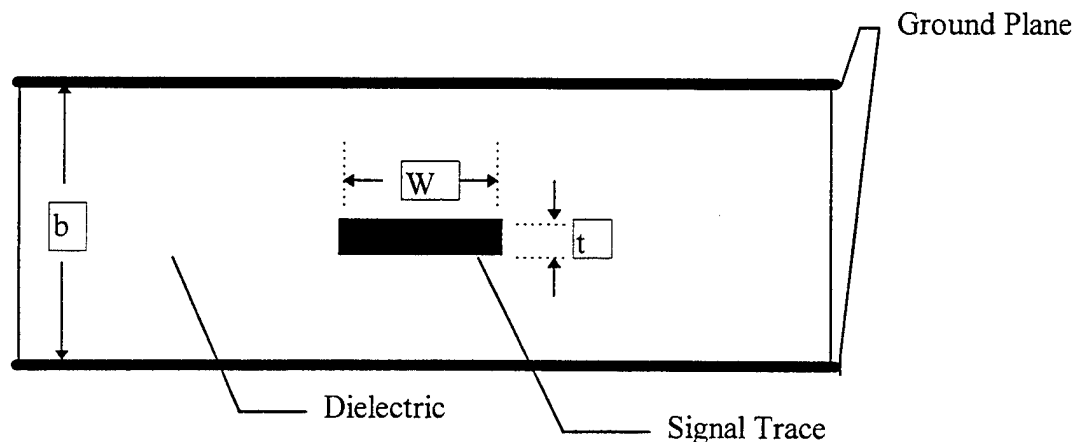 Ground Plane
W
b
t
Dielectric
Signal Trace